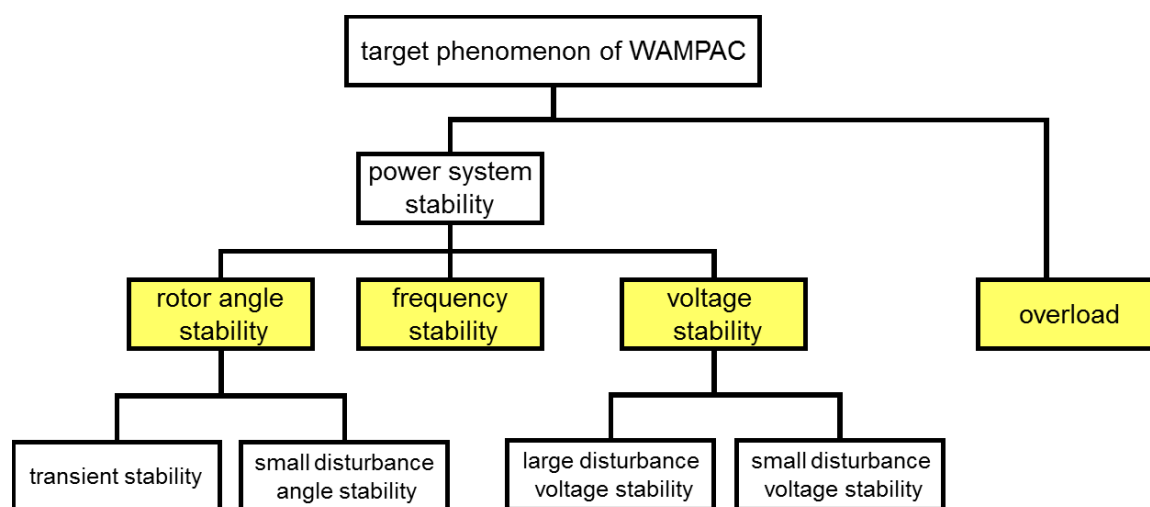 target phenomenon of WAMPAC
power system
stability
rotor angle
stability
frequency
stability
voltage
stability
overload
transient stability
small disturbance
angle stability
large disturbance
voltage stability
small disturbance
voltage stability